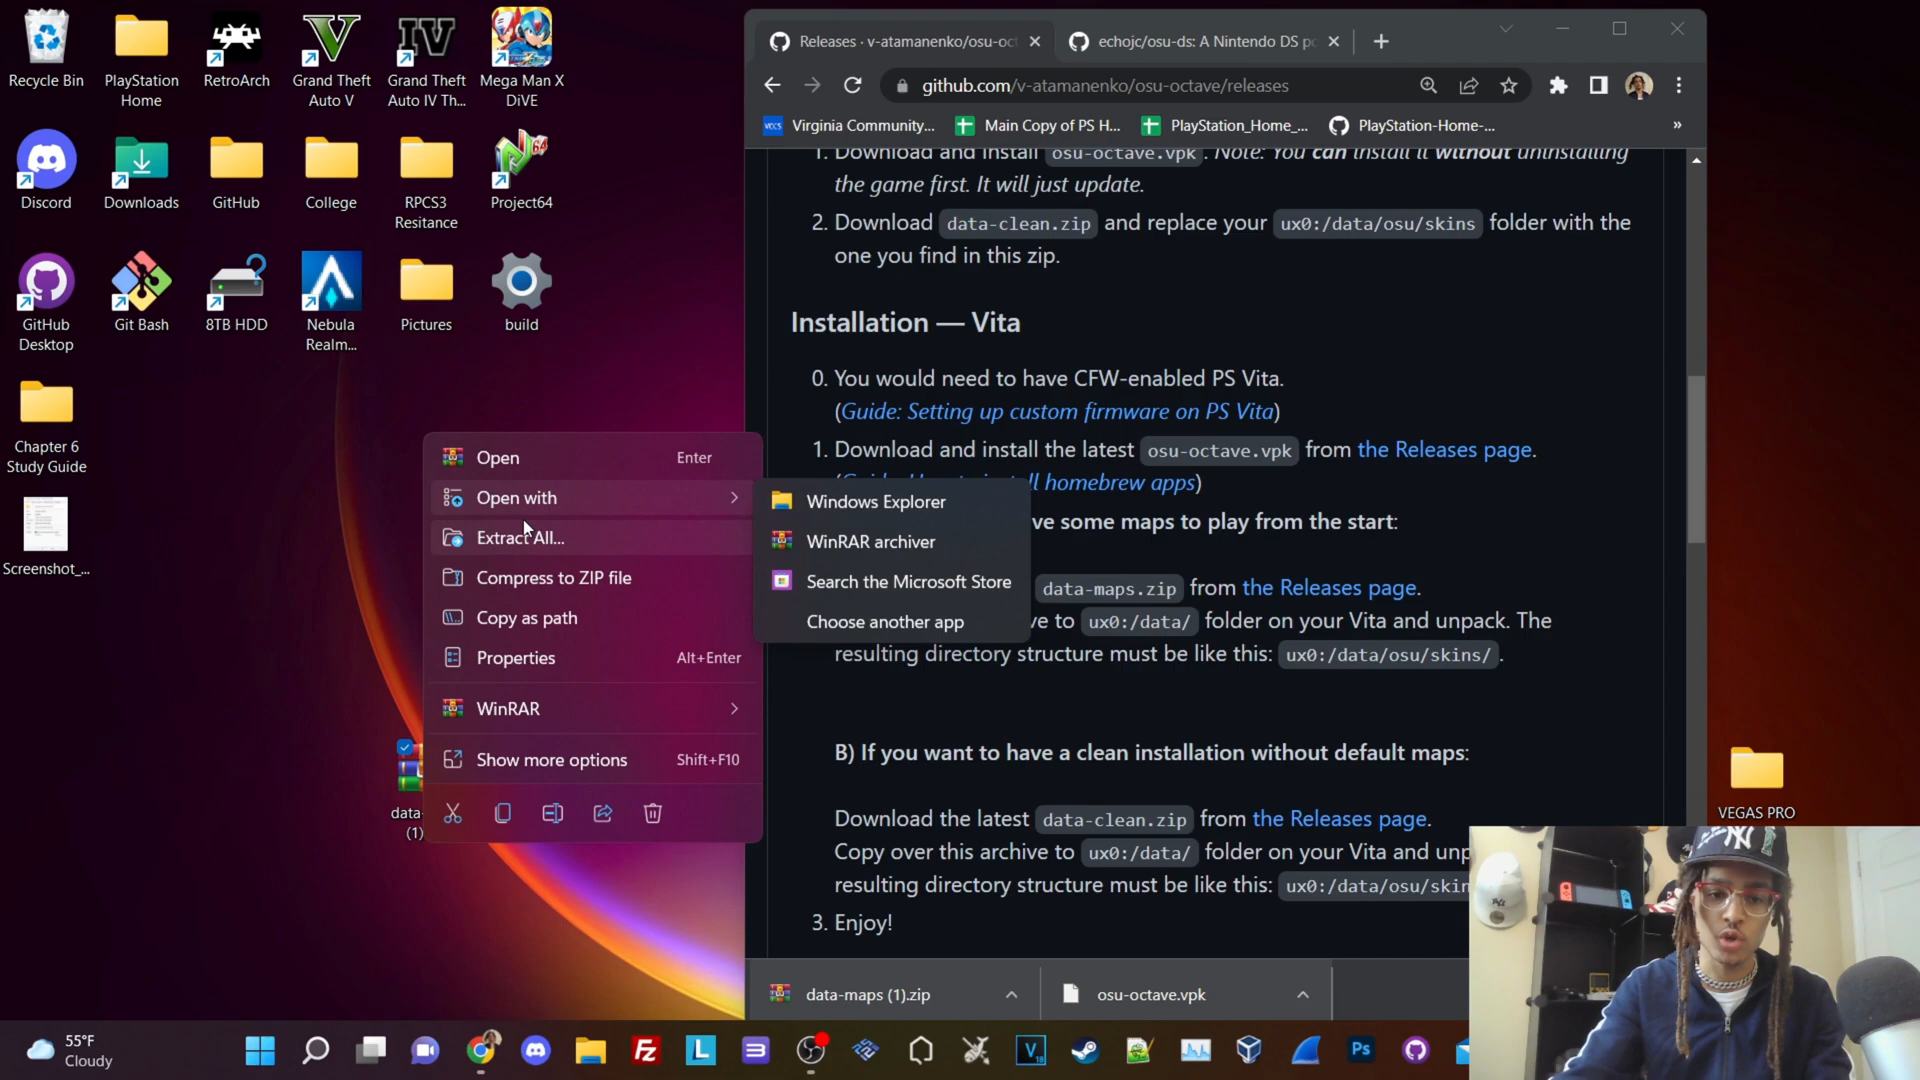 Recycle Bin
PlayStation
Home
RetroArch
Grand Theft
Auto V
Grand Theft
Auto IV Th...
Mega Man X
DiVE
Discord
Downloads
GitHub
College
RPCS3
Resitance
Project64
GitHub
Desktop
Git Bash
8TB HDD
Nebula
Realm...
Pictures
build
Chapter 6
Study Guide
Screenshot_...
data-
(1)
VEGAS PRO
Releases · v-atamanenko/osu-oct
echojc/osu-ds: A Nintendo DS po
github.com/v-atamanenko/osu-octave/releases
Virginia Community...
Main Copy of PS H...
PlayStation_Home_...
PlayStation-Home-...
»
1. Download and install osu-octave.vpk . Note: You can install it without uninstalling
the game first. It will just update.
2. Download data-clean.zip and replace your ux0:/data/osu/skins folder with the
one you find in this zip.
Installation — Vita
0. You would need to have CFW-enabled PS Vita.
(Guide: Setting up custom firmware on PS Vita)
1. Download and install the latest osu-octave.vpk from the Releases page.
ll homebrew apps)
ve some maps to play from the start:
data-maps.zip from the Releases page.
ve to ux0:/data/ folder on your Vita and unpack. The
resulting directory structure must be like this: ux0:/data/osu/skins/ .
B) If you want to have a clean installation without default maps:
Download the latest data-clean.zip from the Releases page.
Copy over this archive to ux0:/data/ folder on your Vita and unp
resulting directory structure must be like this: ux0:/data/osu/skin
3. Enjoy!
Open Enter
Open with
Extract All...
Compress to ZIP file
Copy as path
Properties Alt+Enter
WinRAR
Show more options Shift+F10
Windows Explorer
WinRAR archiver
Search the Microsoft Store
Choose another app
data-maps (1).zip
osu-octave.vpk
55°F
Cloudy